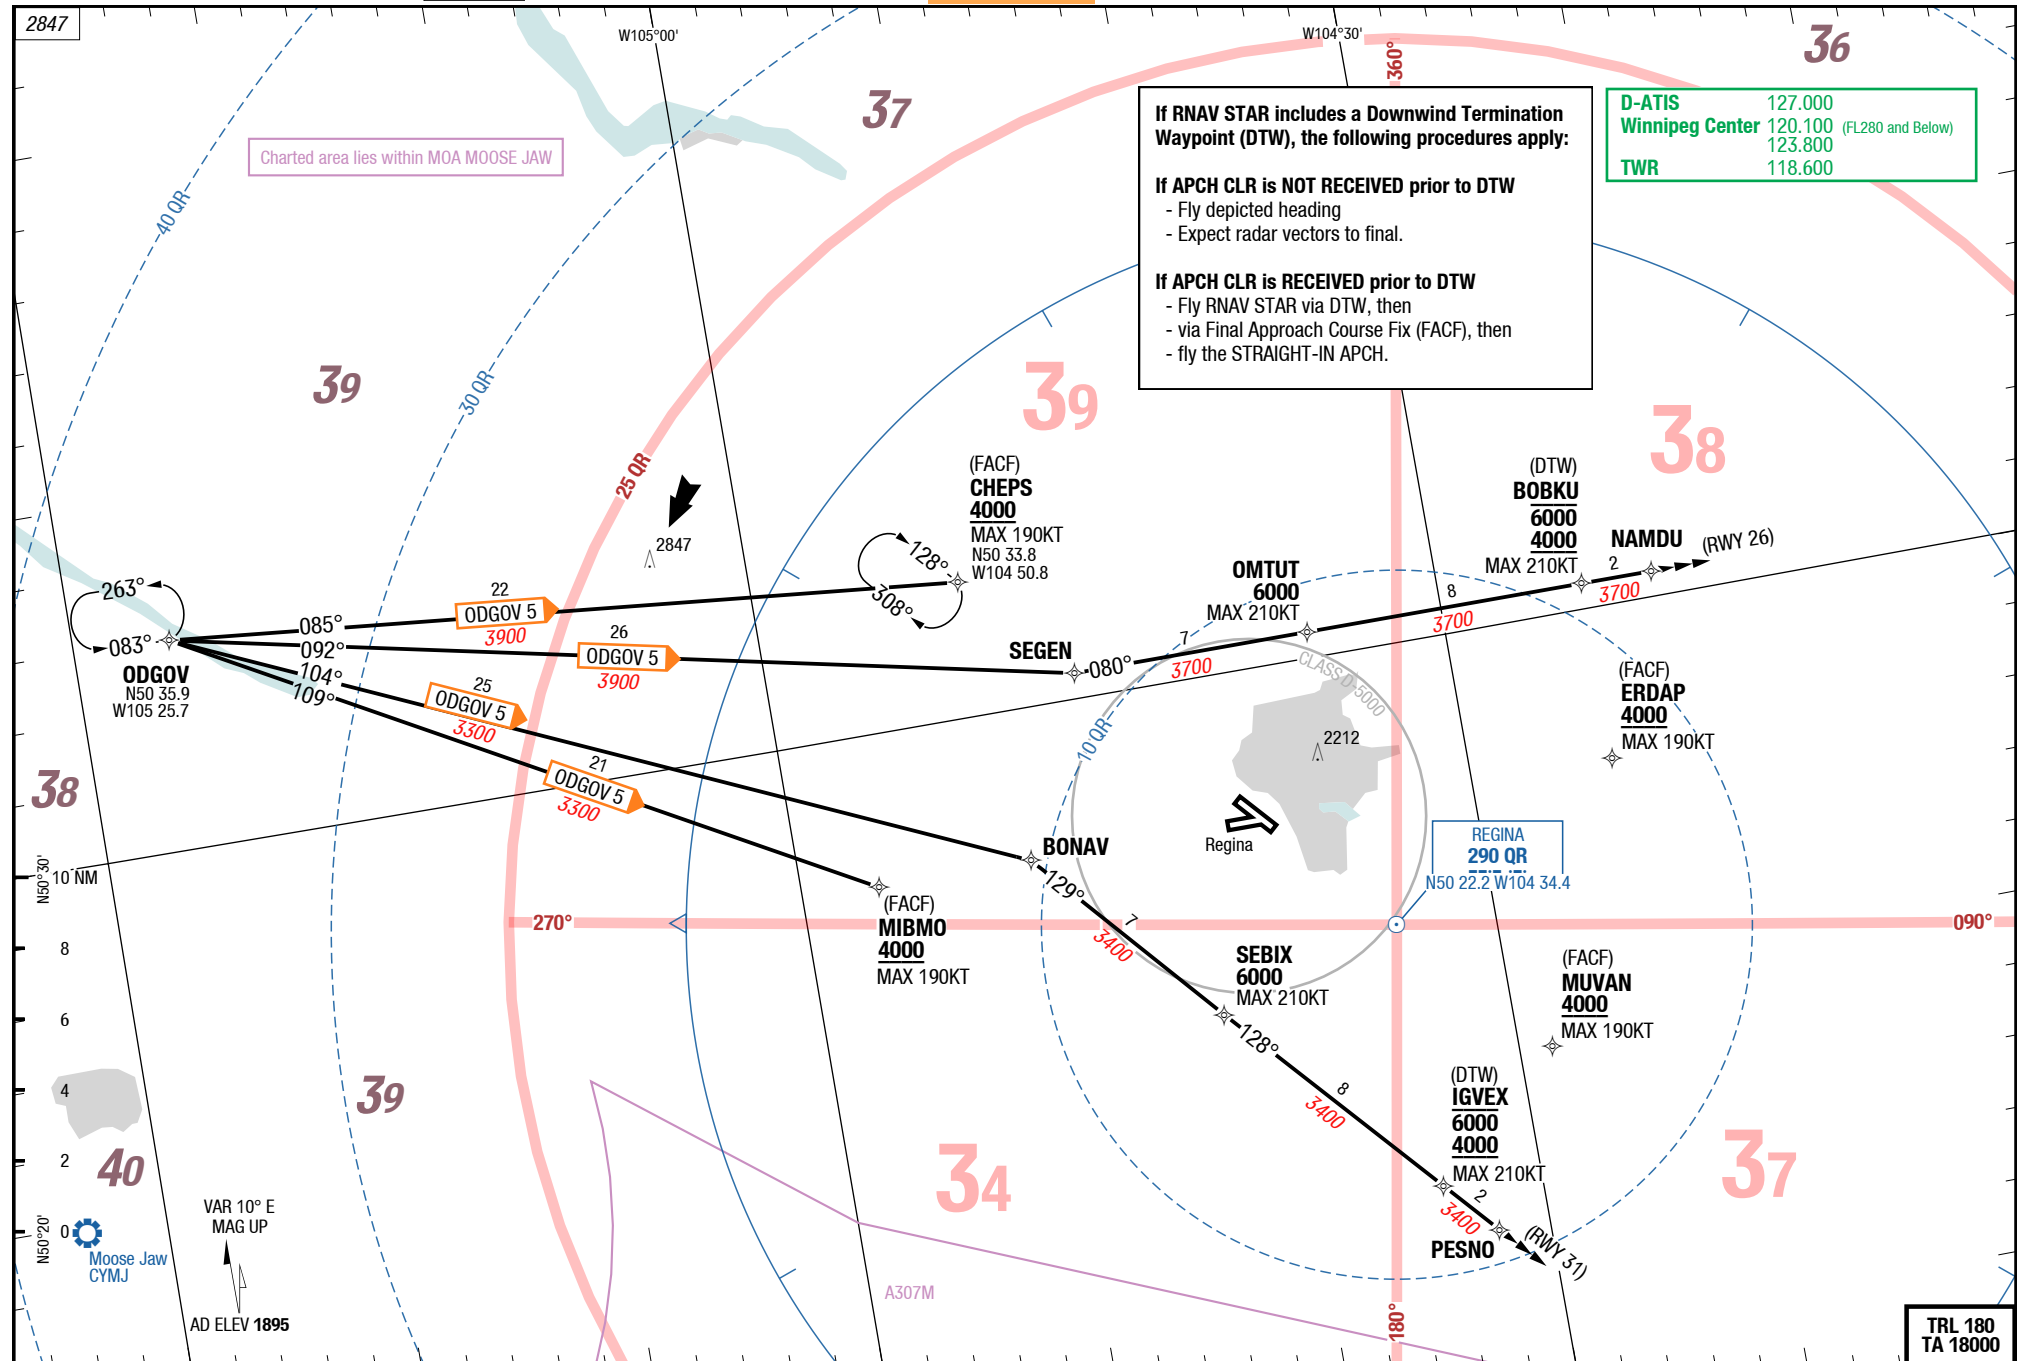 2847
W105°00'
W104°30'
36
37
360°
Charted area lies within MOA MOOSE JAW
If RNAV STAR includes a Downwind Termination
Waypoint (DTW), the following procedures apply:
If APCH CLR is NOT RECEIVED prior to DTW
- Fly depicted heading
- Expect radar vectors to final.
If APCH CLR is RECEIVED prior to DTW
- Fly RNAV STAR via DTW, then
- via Final Approach Course Fix (FACF), then
- fly the STRAIGHT-IN APCH.
D-ATIS 127.000
Winnipeg Center 120.100 (FL280 and Below)
123.800
TWR 118.600
40 QR
30 QR
25 QR
39
39
38
2847
(FACF)
CHEPS
4000
MAX 190KT
N50 33.8
W104 50.8
128°
308°
(DTW)
BOBKU
6000
4000
MAX 210KT
2
NAMDU
(RWY 26)
3700
OMTUT
6000
MAX 210KT
8
3700
263°
083°
ODGOV
N50 35.9
W105 25.7
085°
22
ODGOV 5
3900
092°
26
ODGOV 5
3900
104°
25
ODGOV 5
3300
109°
21
ODGOV 5
3300
SEGEN
080°
7
3700
CLASS D-5000
10 QR
2212
Regina
(FACF)
ERDAP
4000
MAX 190KT
38
N50°30'
10 NM
8
6
4
2
0
N50°20'
BONAV
129°
7
3400
REGINA
290 QR
N50 22.2 W104 34.4
270°
090°
(FACF)
MIBMO
4000
MAX 190KT
SEBIX
6000
MAX 210KT
128°
8
3400
(FACF)
MUVAN
4000
MAX 190KT
(DTW)
IGVEX
6000
4000
MAX 210KT
2
3400
PESNO
(RWY 31)
39
40
34
37
VAR 10° E
MAG UP
Moose Jaw
CYMJ
AD ELEV 1895
A307M
180°
TRL 180
TA 18000